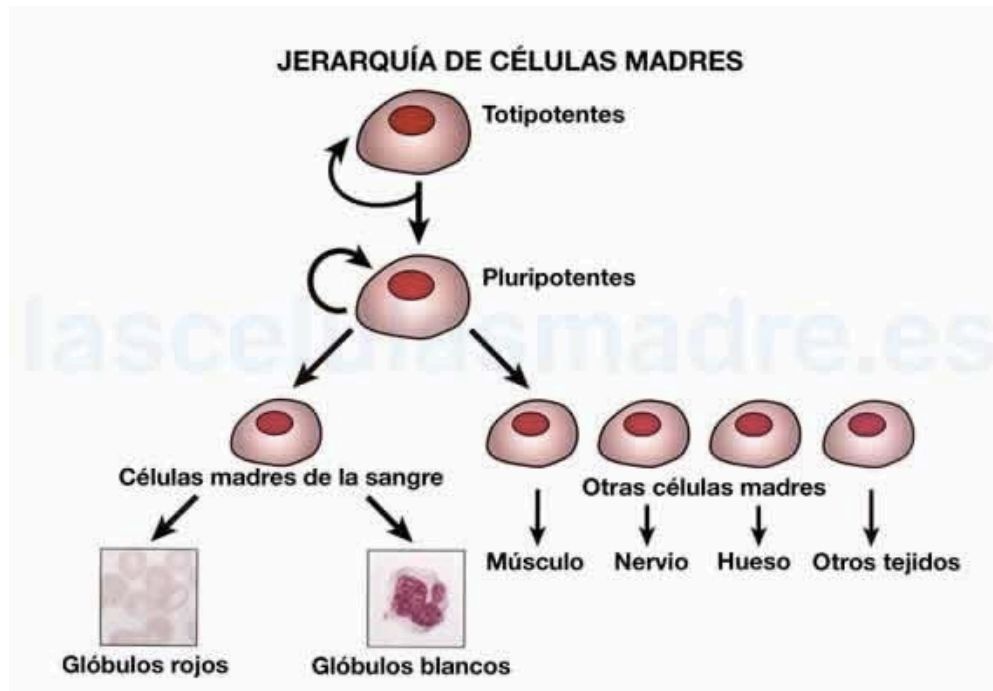 JERARQUÍA DE CÉLULAS MADRES
Totipotentes
Pluripotentes
lascelulasmadre.es
Células madres de la sangre
Otras células madres
Músculo
Nervio
Hueso
Otros tejidos
Glóbulos rojos
Glóbulos blancos